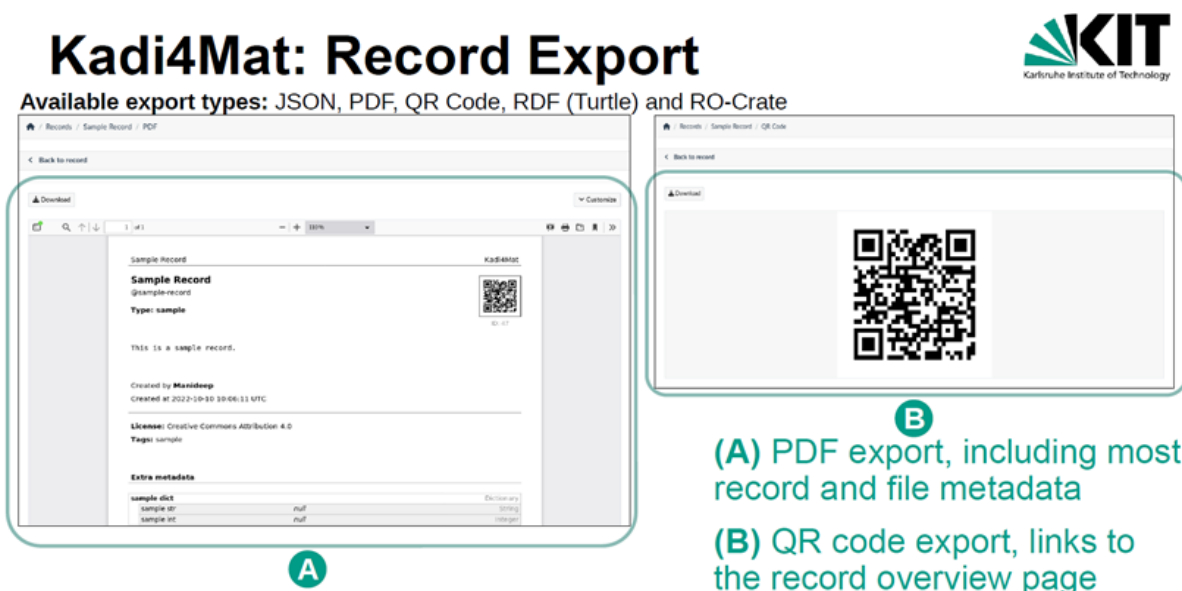 Kadi4Mat: Record Export
KIT
Karlsruhe Institute of Technology
Available export types: JSON, PDF, QR Code, RDF (Turtle) and RO-Crate
/ Records / Sample Record / PDF
< Back to record
Download
Customize
1 of 1
Sample Record Kadi4Mat
Sample Record
@sample-record
Type: sample
ID: 67
This is a sample record.
Created by Manideep
Created at 2022-10-10 10:06:11 UTC
License: Creative Commons Attribution 4.0
Tags: sample
Extra metadata
sample dict Dictionary
sample str null String
sample int null Integer
A
/ Records / Sample Record / QR Code
< Back to record
Download
B
(A) PDF export, including most
record and file metadata
(B) QR code export, links to
the record overview page